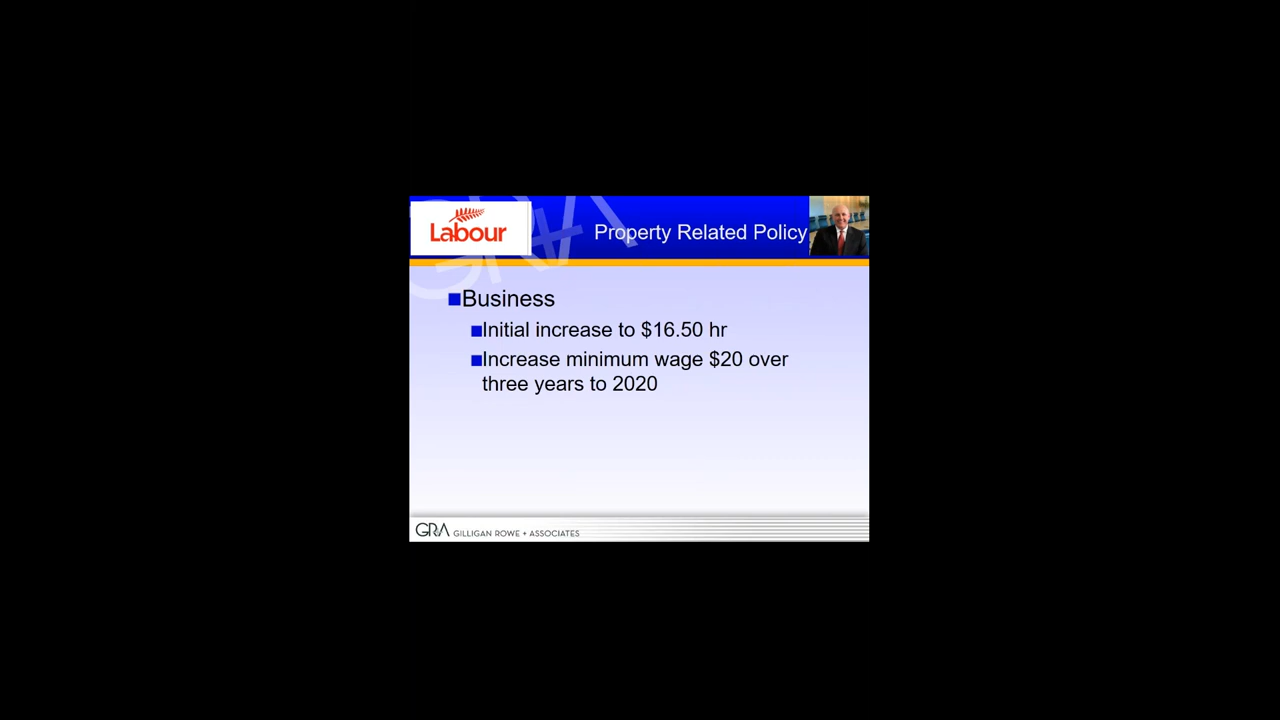 Labour
Property Related Policy
Business
Initial increase to $16.50 hr
Increase minimum wage $20 over
three years to 2020
GRA GILLIGAN ROWE + ASSOCIATES